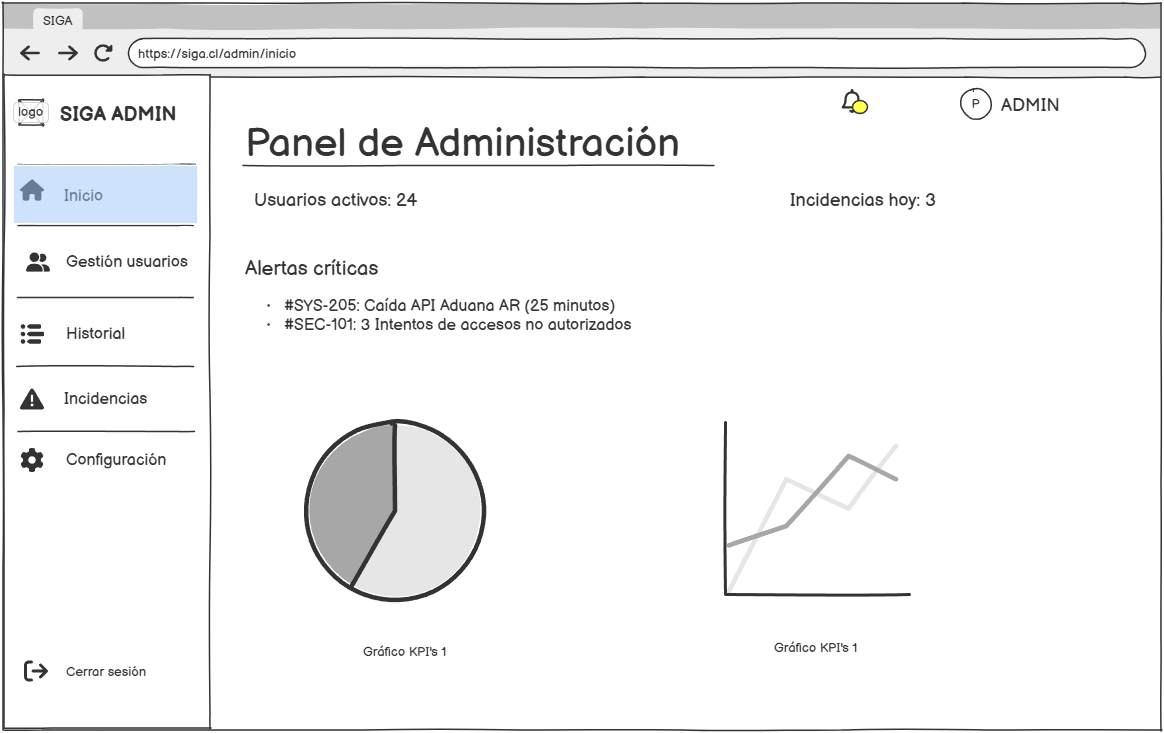 SIGA
https://siga.cl/admin/inicio
logo
SIGA ADMIN
P
ADMIN
Panel de Administración
Inicio
Usuarios activos: 24
Incidencias hoy: 3
Gestión usuarios
Alertas críticas
· #SYS-205: Caída API Aduana AR (25 minutos)
· #SEC-101: 3 Intentos de accesos no autorizados
Historial
Incidencias
Configuración
Gráfico KPI's 1
Gráfico KPI's 1
Cerrar sesión